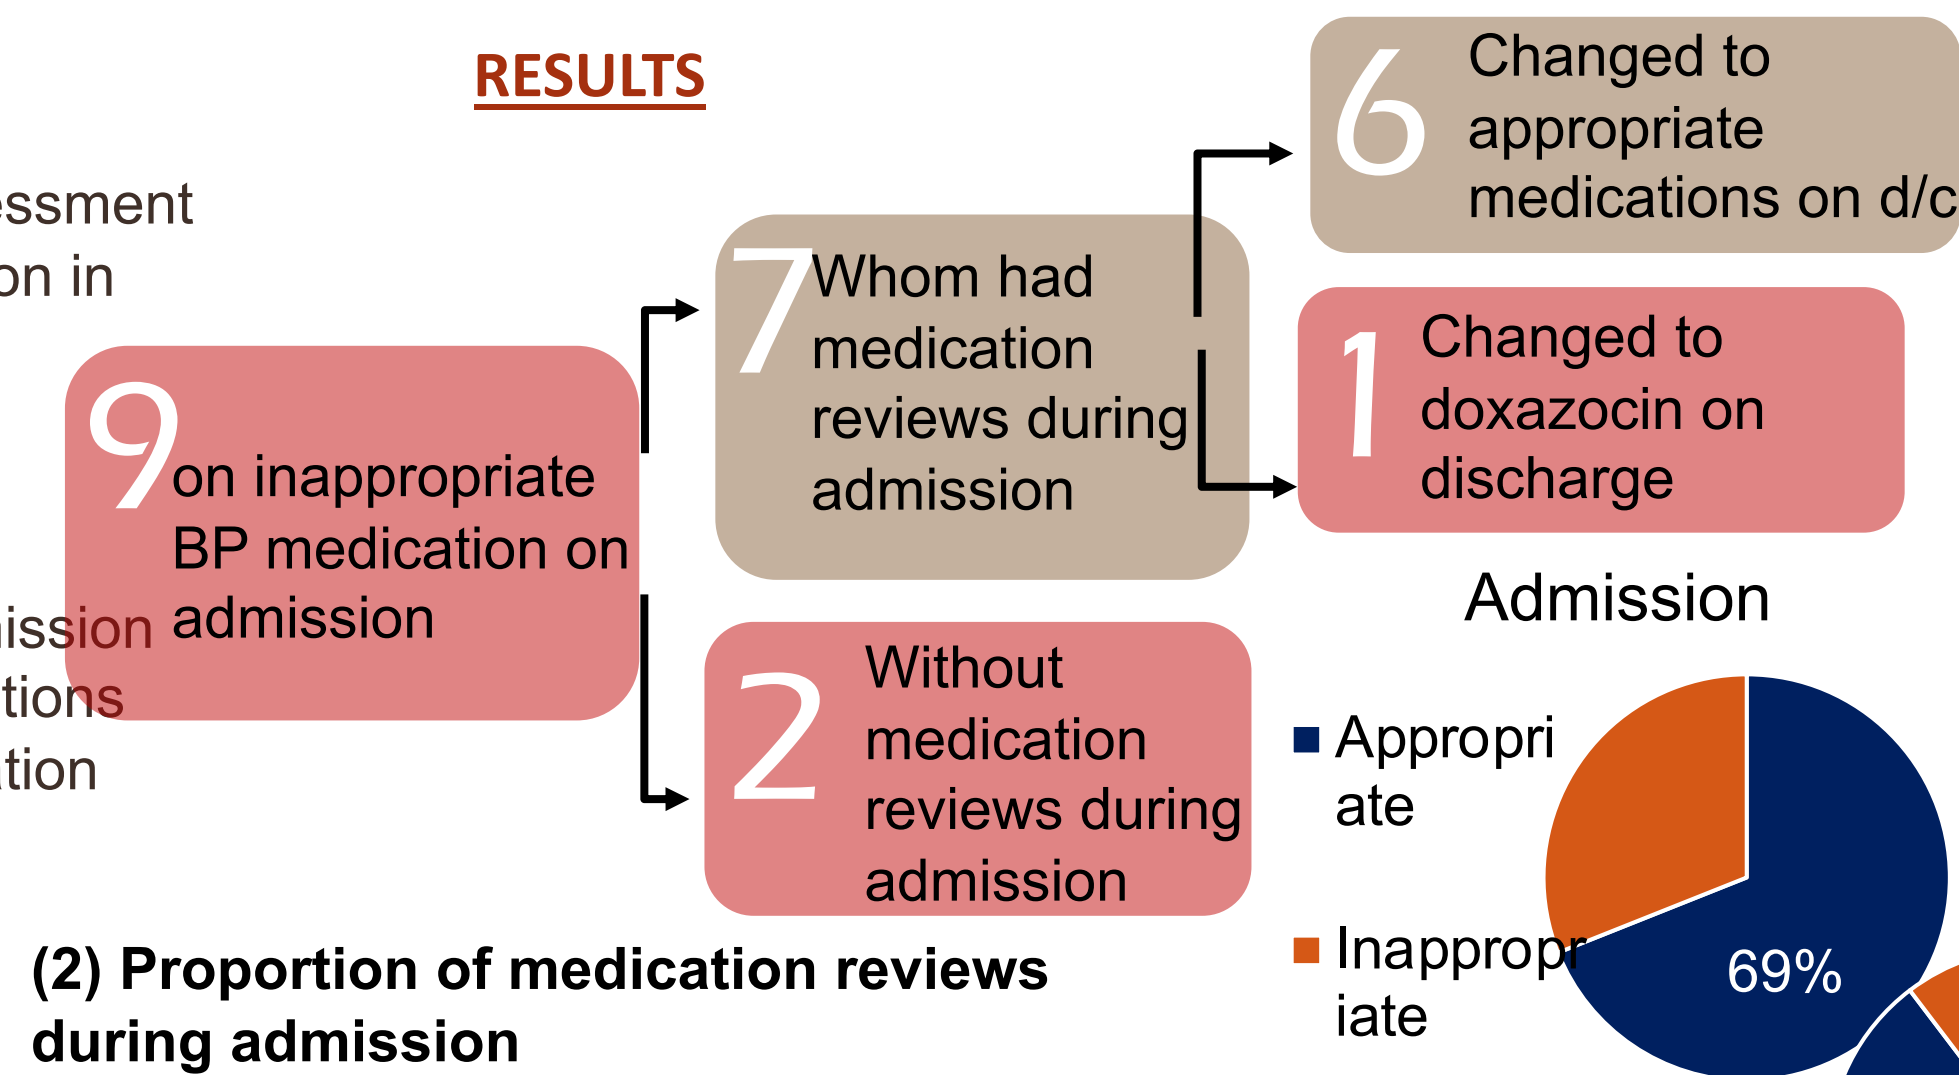 RESULTS
essment
on in
ission
tions
ation
9
on inappropriate
BP medication on
admission
7
Whom had
medication
reviews during
admission
2
Without
medication
reviews during
admission
6
Changed to
appropriate
medications on d/c
1
Changed to
doxazocin on
discharge
Admission
Appropri
ate
Inappropr
iate
69%
(2) Proportion of medication reviews
during admission